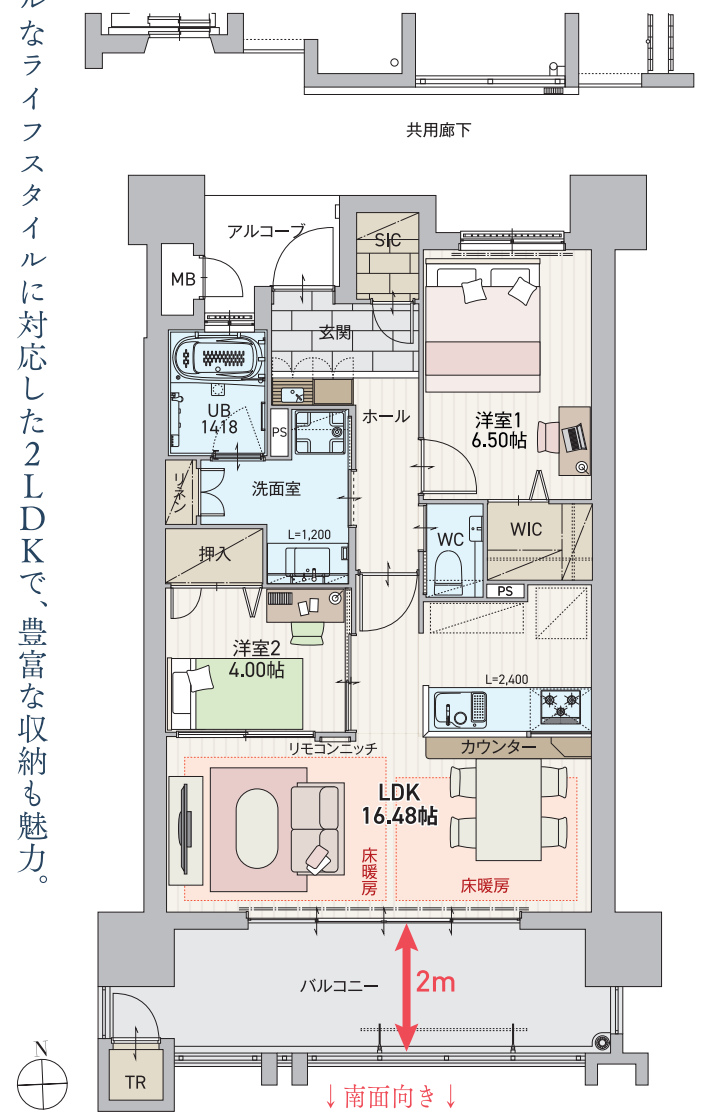 ルなライフスタイルに対応した2LDKで、豊富な収納も魅力。
共用廊下
アルコーブ
SIC
MB
玄関
UB
1418
PS
ホール
洋室1
6.50帖
リネン
洗面室
L=1,200
WC
WIC
押入
PS
洋室2
4.00帖
L=2,400
リモコンニッチ
カウンター
LDK
16.48帖
床暖房
床暖房
バルコニー
2m
N
TR
↓南面向き↓